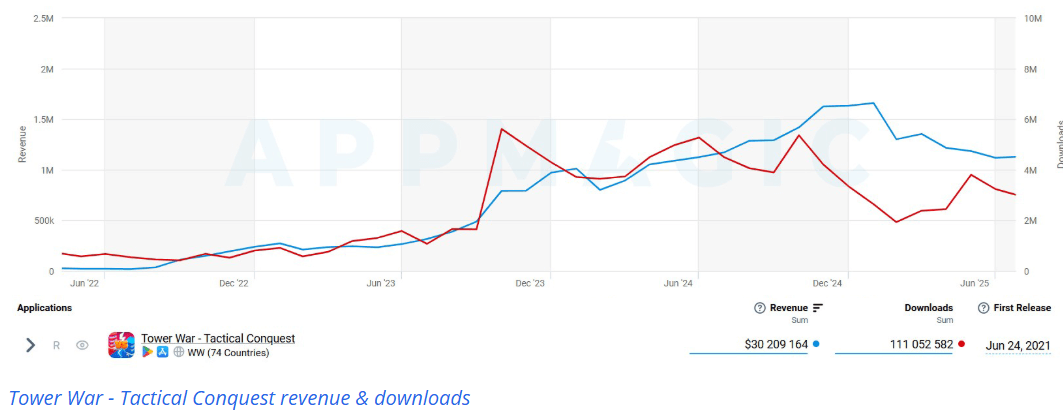 2.5M
10M
2M
8M
1.5M
6M
1M
4M
500k
2M
0
0
Revenue
Downloads
APPMAGIC
Jun '22
Dec '22
Jun '23
Dec '23
Jun '24
Dec '24
Jun '25
Applications
? Revenue
Sum
Downloads
Sum
? First Release
R
Tower War - Tactical Conquest
WW (74 Countries)
$30 209 164
111 052 582
Jun 24, 2021
Tower War - Tactical Conquest revenue & downloads